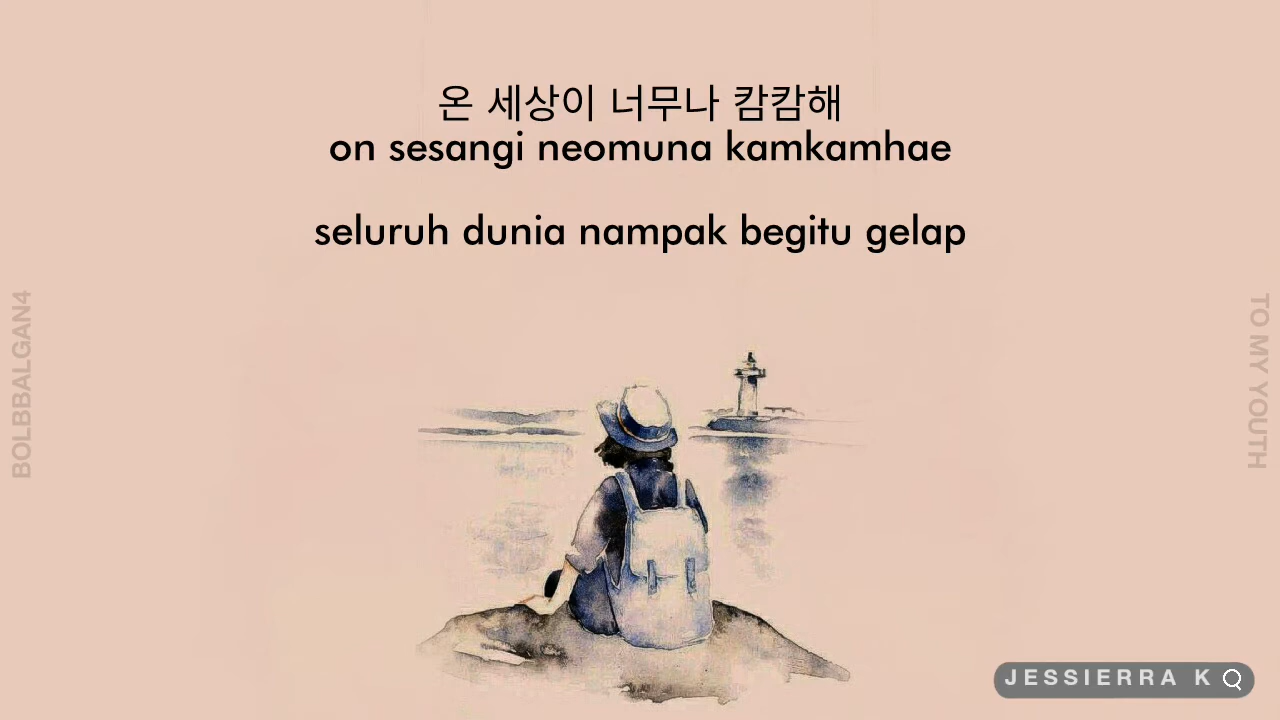 온 세상이 너무나 캄캄해
on sesangi neomuna kamkamhae
seluruh dunia nampak begitu gelap
BOLBBALGAN4
TO MY YOUTH
JESSIERRA K